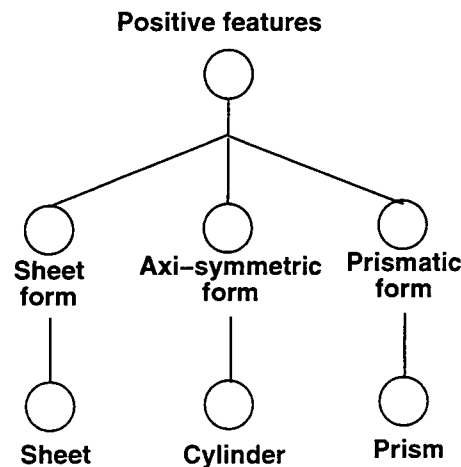 Positive features
Sheet
form
Axi-symmetric
form
Prismatic
form
Sheet
Cylinder
Prism